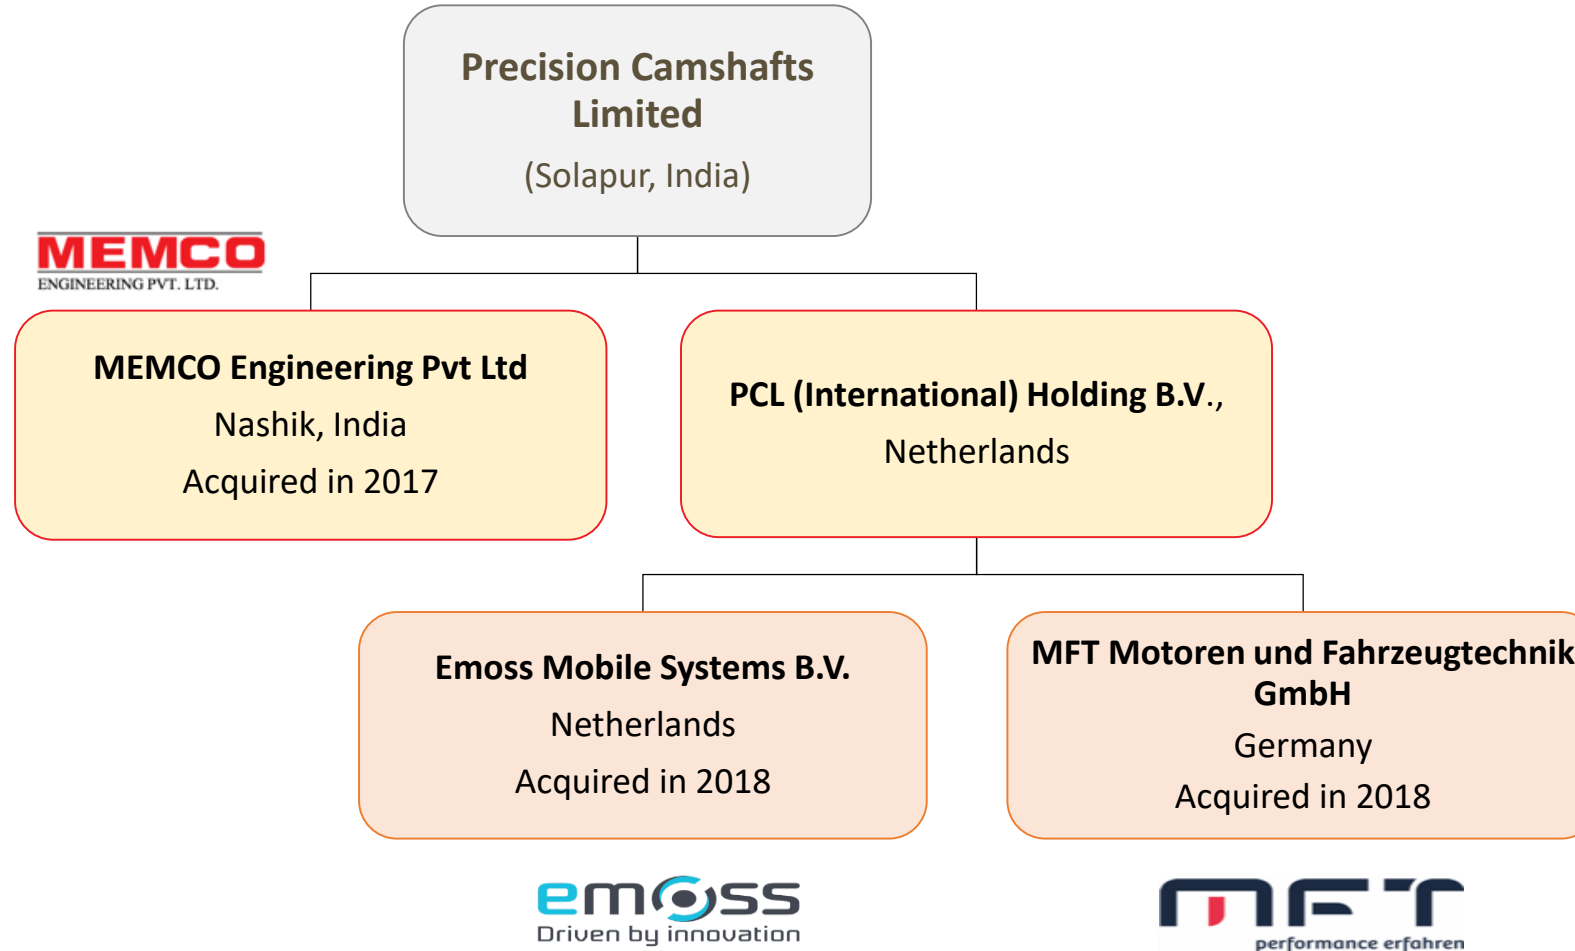 Precision Camshafts
Limited
(Solapur, India)
MEMCO
ENGINEERING PVT. LTD.
MEMCO Engineering Pvt Ltd
Nashik, India
Acquired in 2017
PCL (International) Holding B.V.,
Netherlands
Emoss Mobile Systems B.V.
Netherlands
Acquired in 2018
MFT Motoren und Fahrzeugtechnik
GmbH
Germany
Acquired in 2018
emoss
Driven by innovation
MFT
performance erfahren